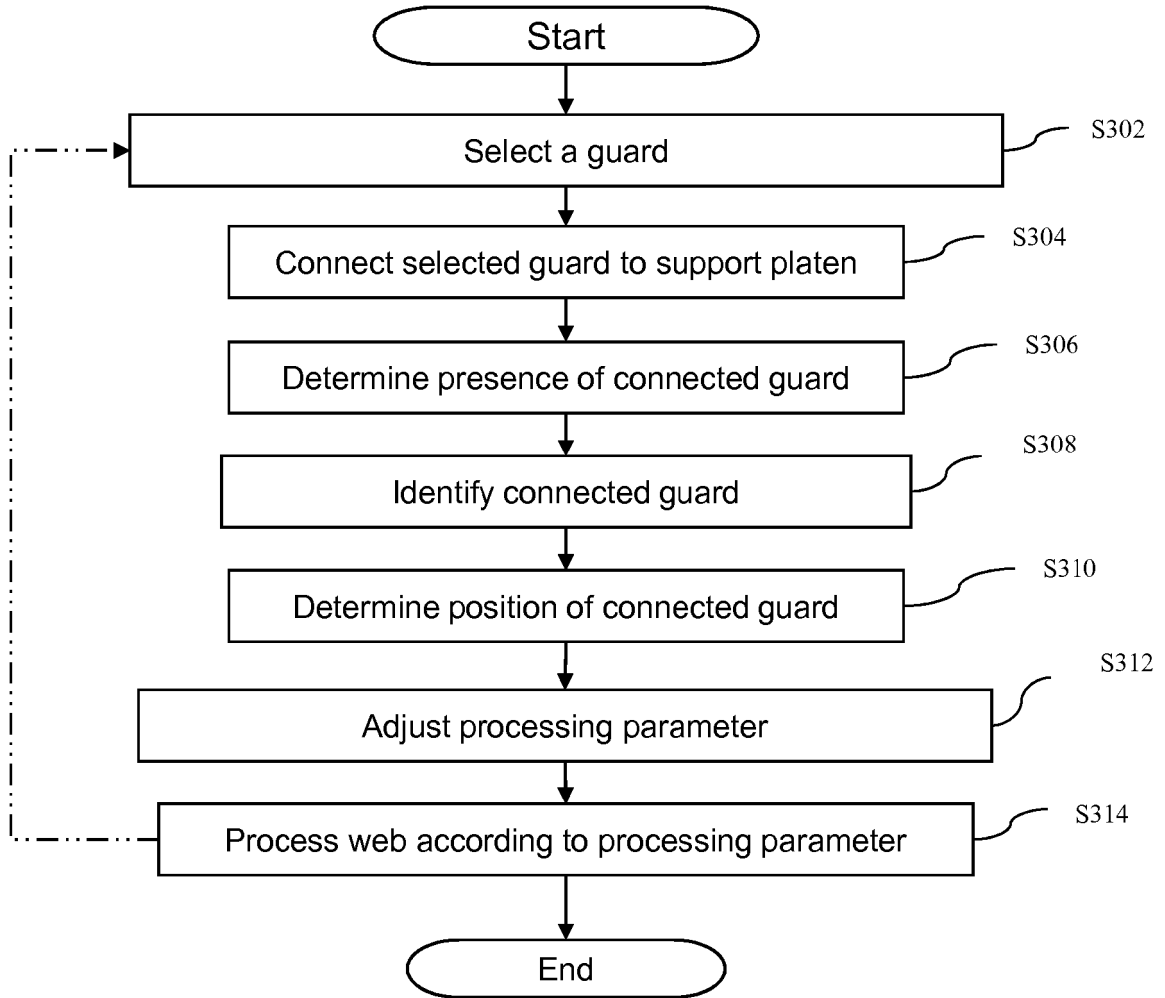 Start
Select a guard
S302
Connect selected guard to support platen
S304
Determine presence of connected guard
S306
Identify connected guard
S308
Determine position of connected guard
S310
Adjust processing parameter
S312
Process web according to processing parameter
S314
End